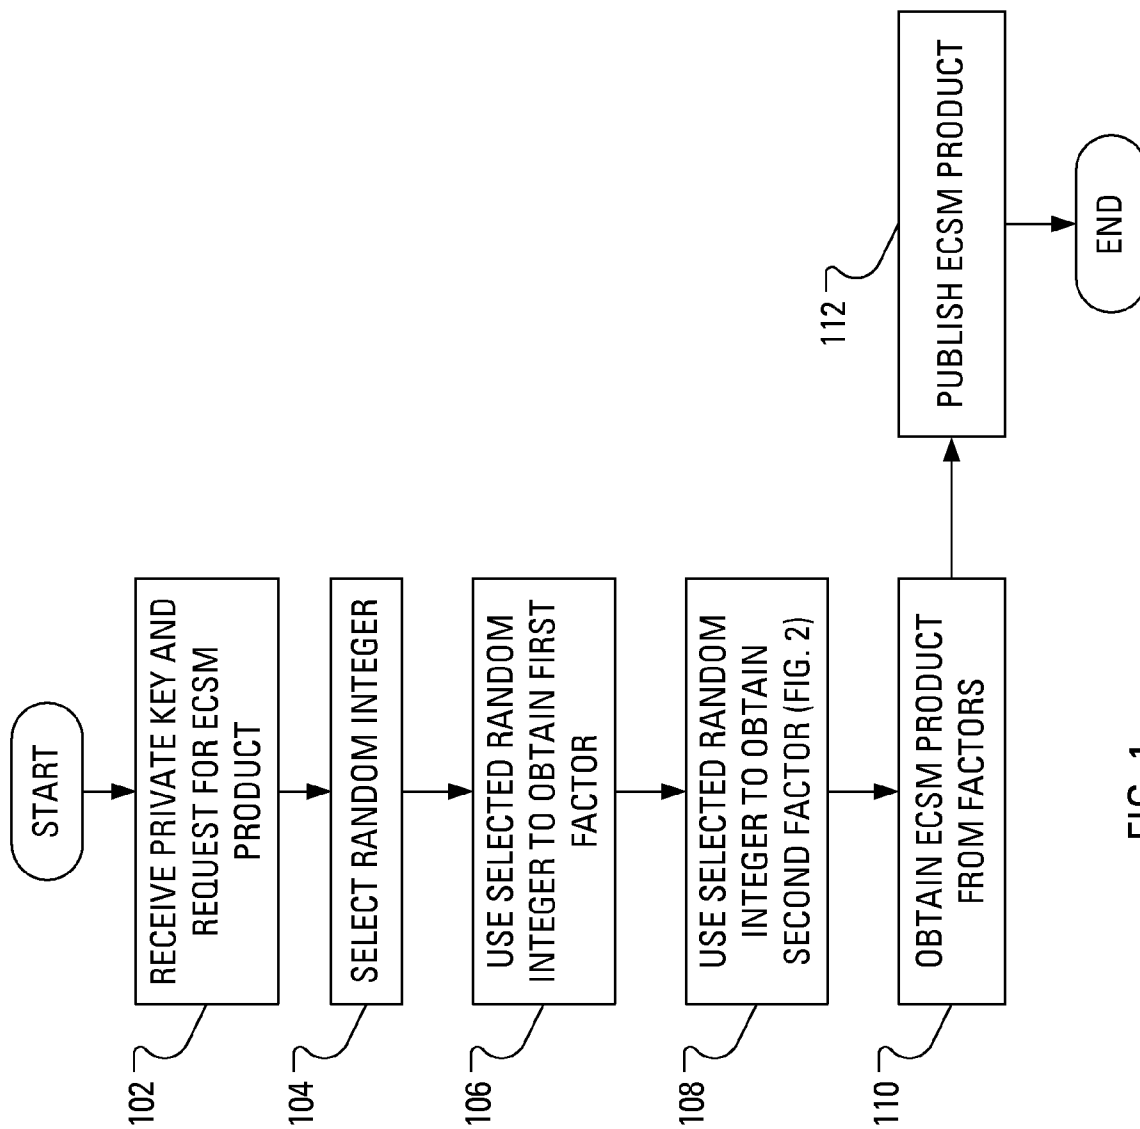 START
102
RECEIVE PRIVATE KEY AND
REQUEST FOR ECSM
PRODUCT
104
SELECT RANDOM INTEGER
106
USE SELECTED RANDOM
INTEGER TO OBTAIN FIRST
FACTOR
108
USE SELECTED RANDOM
INTEGER TO OBTAIN
SECOND FACTOR (FIG. 2)
110
OBTAIN ECSM PRODUCT
FROM FACTORS
112
PUBLISH ECSM PRODUCT
END
FIG. 1